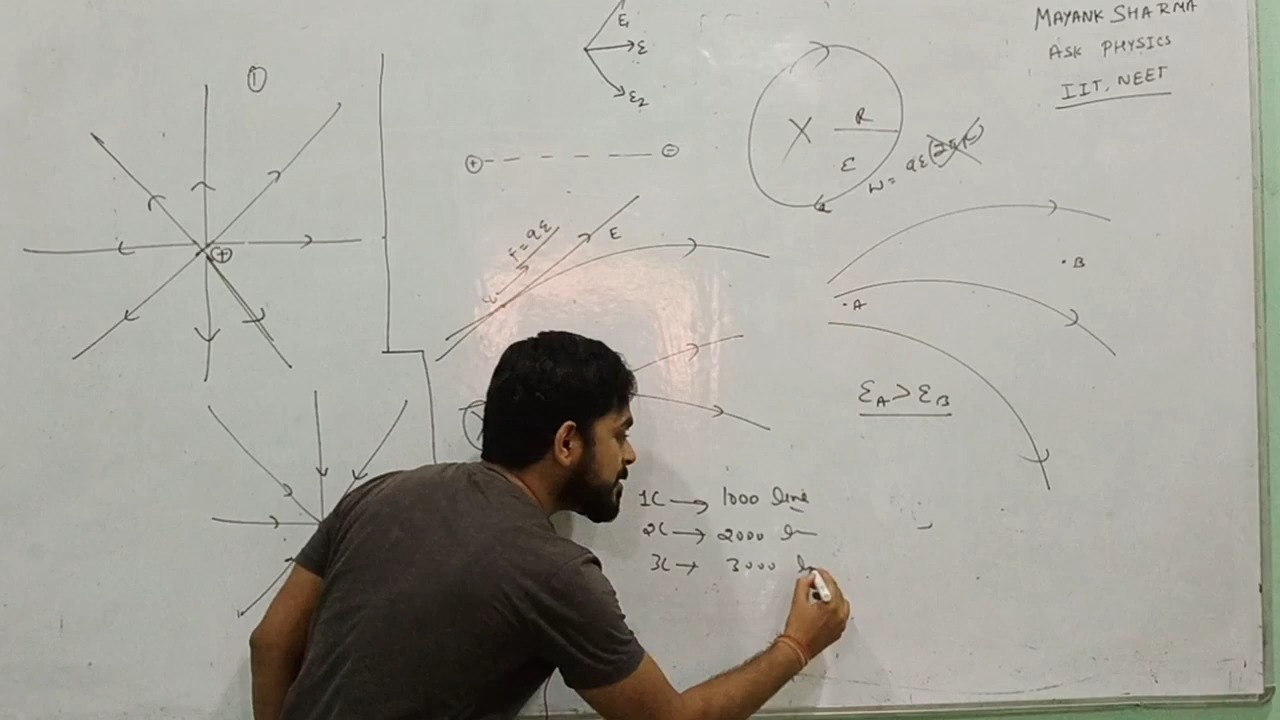 MAYANK SHARMA
ASK PHYSICS
IIT, NEET
①
E₁
E
E₂
+
-
R
E
W = qE(2πR)
F = qE
E
+
B
A
E_A > E_B
1C → 1000 line
2C → 2000
3C → 3000